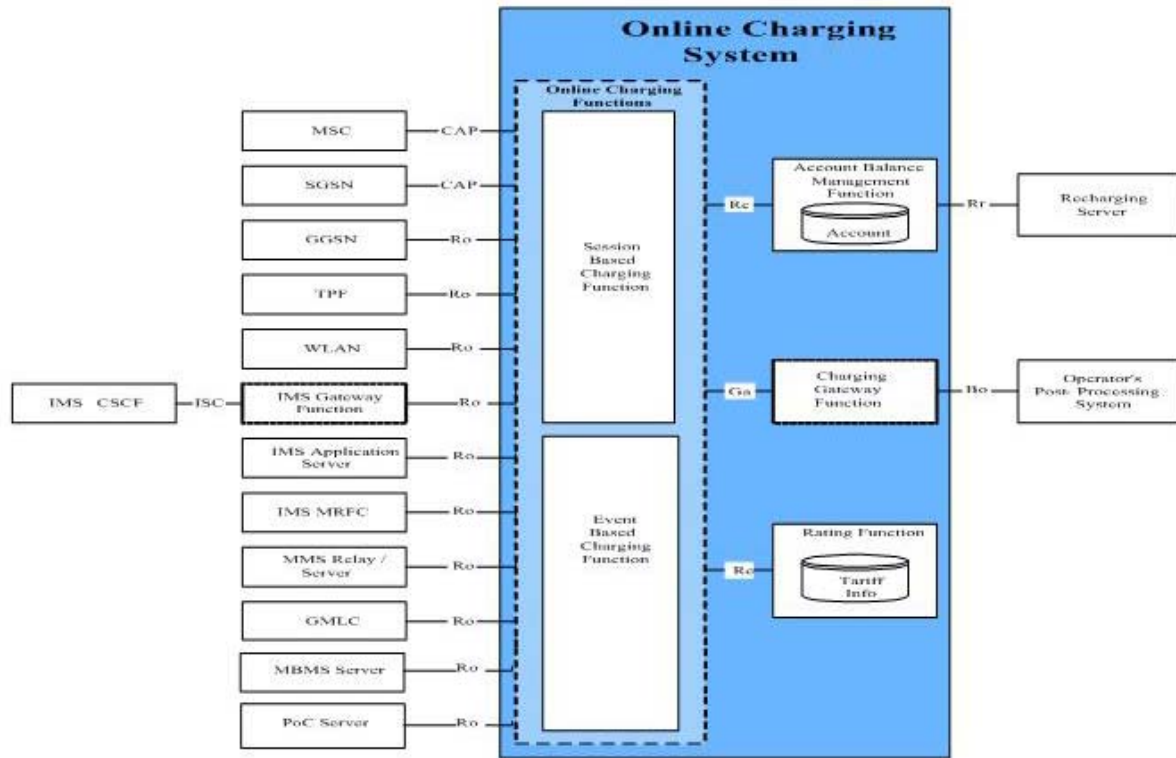 Online Charging
System
Online Charging
Functions
MSC
CAP
SGSN
CAP
GGSN
Ro
TPF
Ro
WLAN
Ro
IMS CSCF
ISC
IMS Gateway
Function
Ro
IMS Application
Server
Ro
IMS MRFC
Ro
MMS Relay /
Server
Ro
GMLC
Ro
MBMS Server
Ro
PoC Server
Ro
Session
Based
Charging
Function
Event
Based
Charging
Function
Rc
Account Balance
Management
Function
Account
Rr
Recharging
Server
Ga
Charging
Gateway
Function
Bo
Operator's
Post- Processing
System
Re
Rating Function
Tariff
Info